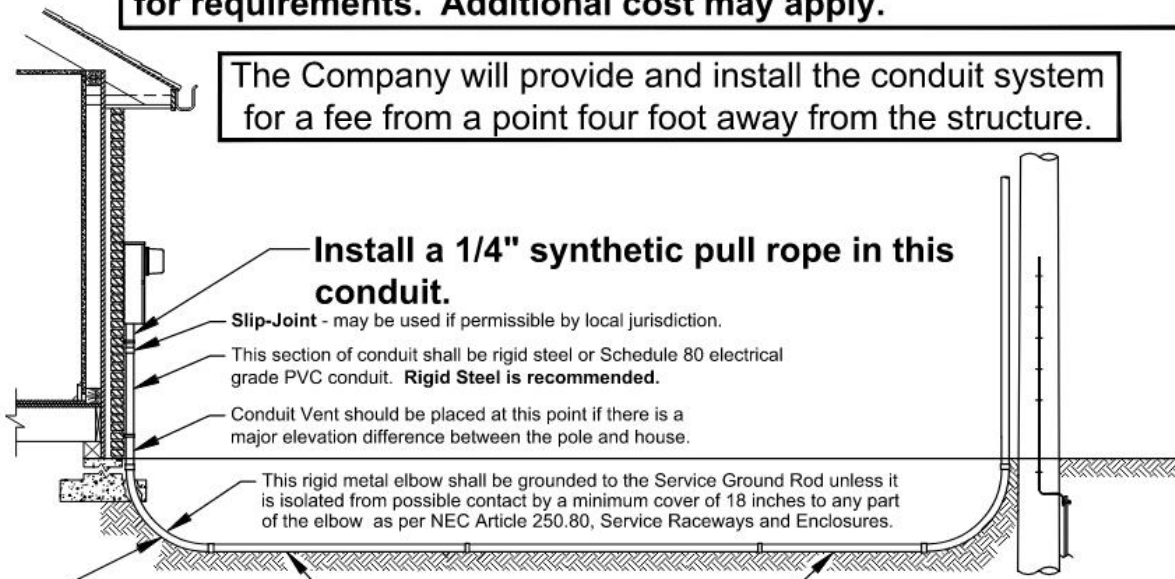 for requirements. Additional cost may apply.
The Company will provide and install the conduit system
for a fee from a point four foot away from the structure.
Install a 1/4" synthetic pull rope in this
conduit.
Slip-Joint - may be used if permissible by local jurisdiction.
This section of conduit shall be rigid steel or Schedule 80 electrical
grade PVC conduit. Rigid Steel is recommended.
Conduit Vent should be placed at this point if there is a
major elevation difference between the pole and house.
This rigid metal elbow shall be grounded to the Service Ground Rod unless it
is isolated from possible contact by a minimum cover of 18 inches to any part
of the elbow as per NEC Article 250.80, Service Raceways and Enclosures.